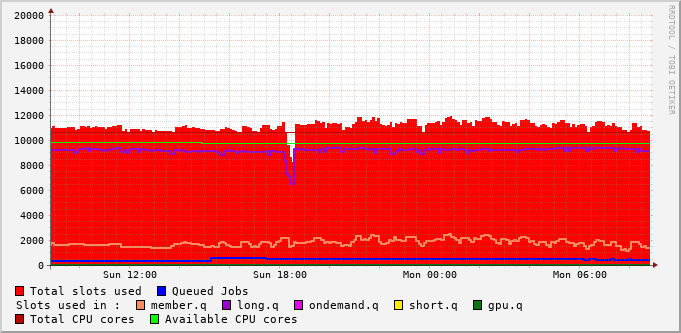 RRDTOOL / TOBI OETIKER
20000
18000
16000
14000
12000
10000
8000
6000
4000
2000
0
Sun 12:00 Sun 18:00 Mon 00:00 Mon 06:00
Total slots used Queued Jobs
Slots used in : member.q long.q ondemand.q short.q gpu.q
Total CPU cores Available CPU cores